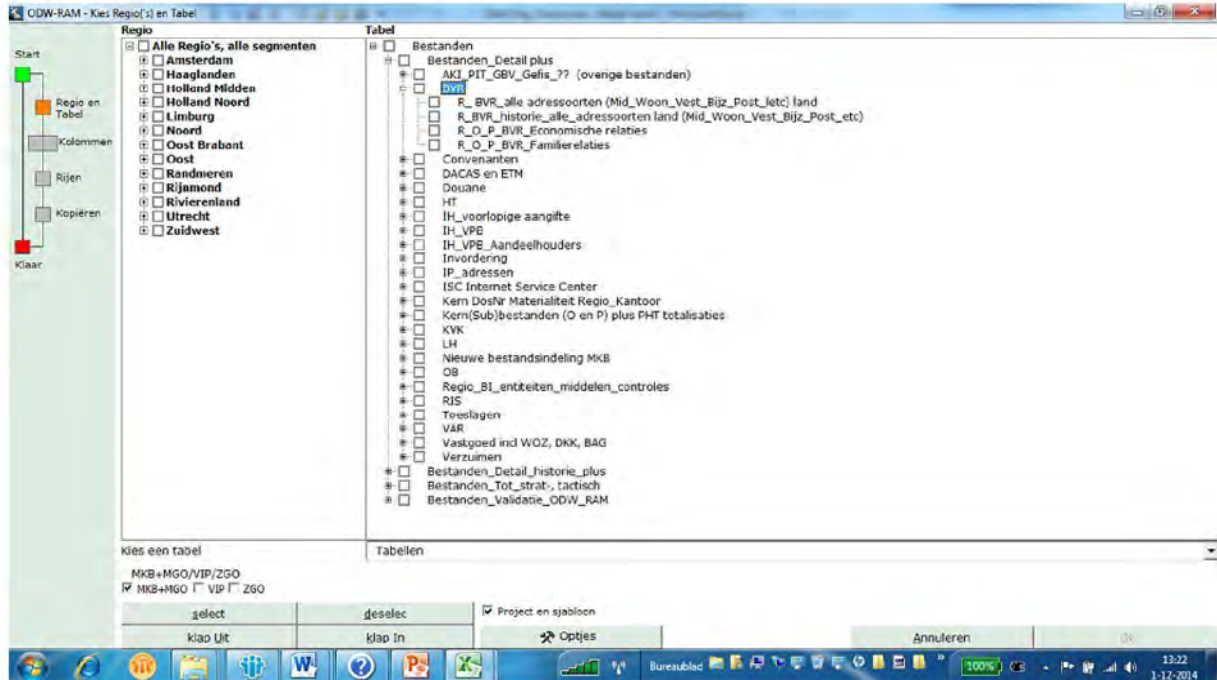 ODW-RAM - Kies Regio('s) en Tabel
Start
Regio en
Tabel
Kolommen
Rijen
Kopiëren
Klaar
Regio
Alle Regio's, alle segmenten
Amsterdam
Haaglanden
Holland Midden
Holland Noord
Limburg
Noord
Oost Brabant
Oost
Randmeren
Rijnmond
Rivierenland
Utrecht
Zuidwest
Tabel
Bestanden
Bestanden_Detail plus
AKI_PIT_GBV_Gefis_?? (overige bestanden)
BVR
R_ BVR_alle adressoorten (Mid_Woon_Vest_Bijz_Post_letc) land
R_BVR_historie_alle_adressoorten land (Mid_Woon_Vest_Bijz_Post_etc)
R_O_P_BVR_Economische relaties
R_O_P_BVR_Familierelaties
Convenanten
DACAS en ETM
Douane
HT
IH_voorlopige aangifte
IH_VPB
IH_VPB_Aandeelhouders
Invordering
IP_adressen
ISC Internet Service Center
Kern DosNr Materialiteit Regio_Kantoor
Kern(Sub)bestanden (O en P) plus PHT totalisaties
KVK
LH
Nieuwe bestandsindeling MKB
OB
Regio_BI_entiteiten_middelen_controles
RIS
Toeslagen
VAR
Vastgoed incl WOZ, DKK, BAG
Verzuimen
Bestanden_Detail_historie_plus
Bestanden_Tot_strat-, tactisch
Bestanden_Validatie_ODW_RAM
Kies een tabel
Tabellen
MKB+MGO/VIP/ZGO
MKB+MGO VIP ZGO
select deselec Project en sjabloon
klap Uit klap In Optjes Annuleren Ok
Bureaublad » 100% 13:22
1-12-2014